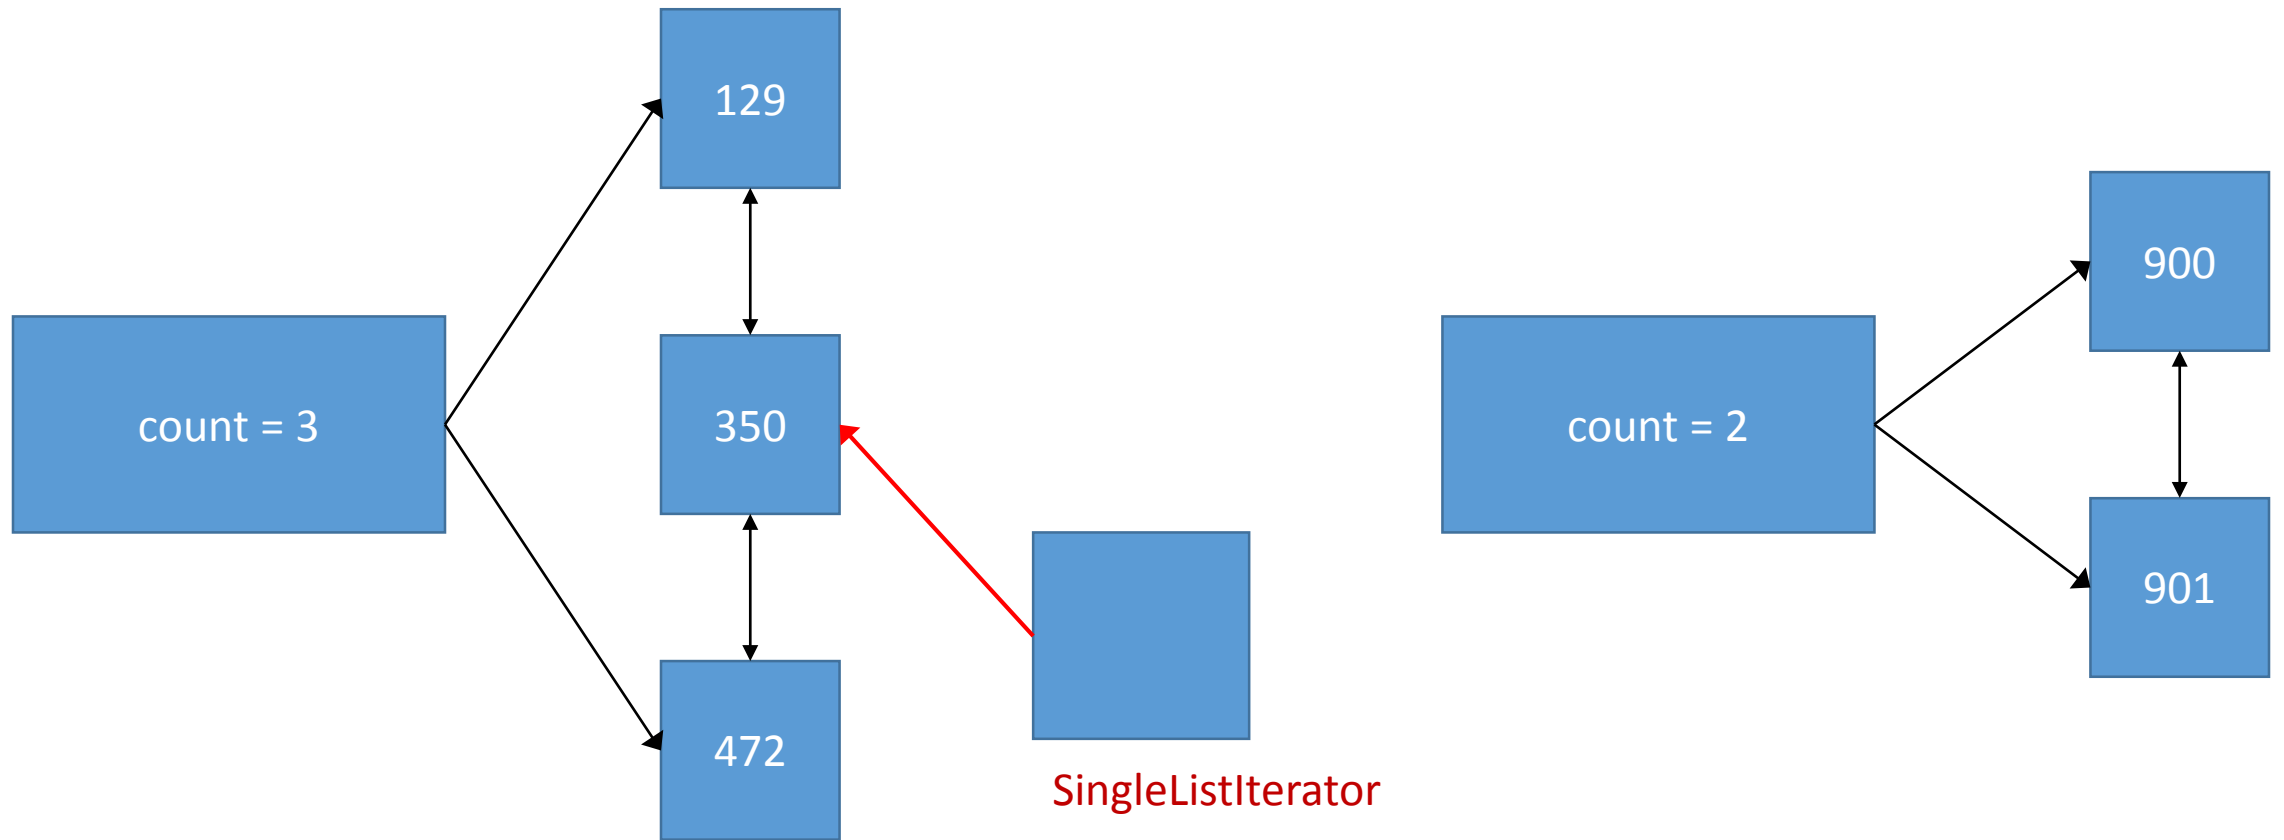 129
count = 3
350
472
SingleListIterator
count = 2
900
901